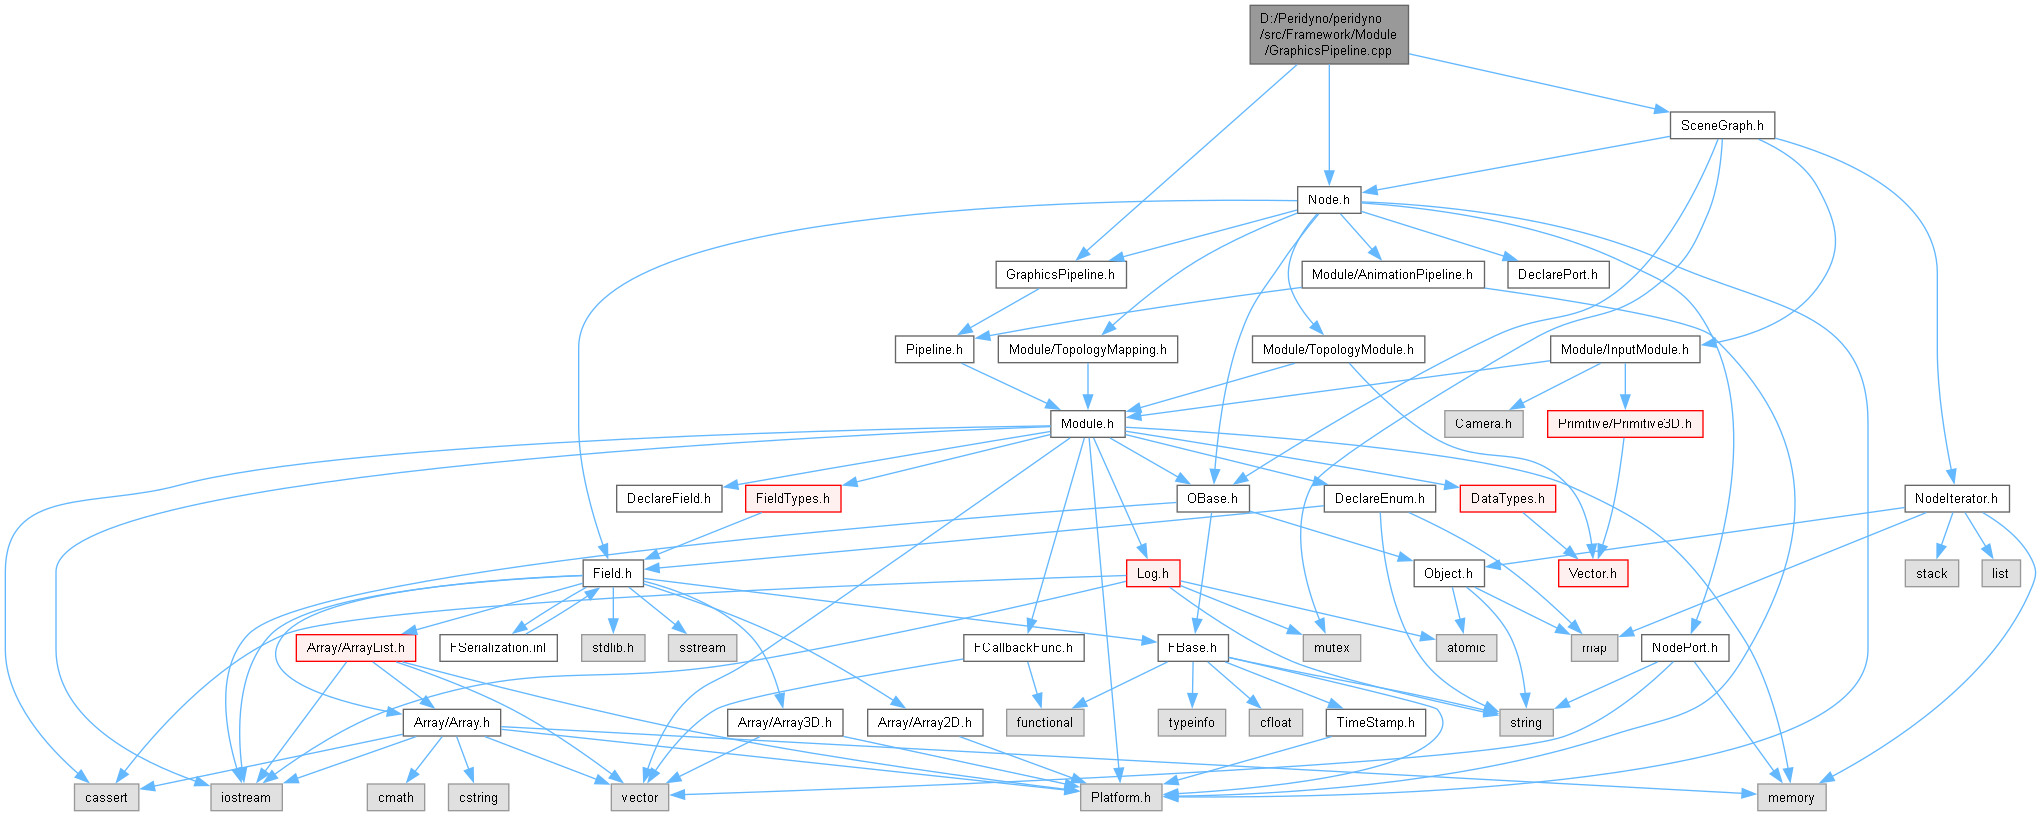 D:/Peridyno/peridyno
/src/Framework/Module
/GraphicsPipeline.cpp
SceneGraph.h
Node.h
GraphicsPipeline.h
Module/AnimationPipeline.h
DeclarePort.h
Pipeline.h
Module/TopologyMapping.h
Module/TopologyModule.h
Module/InputModule.h
Module.h
Camera.h
Primitive/Primitive3D.h
DeclareField.h
FieldTypes.h
OBase.h
DeclareEnum.h
DataTypes.h
NodeIterator.h
Field.h
Log.h
Object.h
Vector.h
stack
list
Array/ArrayList.h
FSerialization.inl
stdlib.h
sstream
FCallbackFunc.h
FBase.h
mutex
atomic
map
NodePort.h
Array/Array.h
Array/Array3D.h
Array/Array2D.h
functional
typeinfo
cfloat
TimeStamp.h
string
cassert
iostream
cmath
cstring
vector
Platform.h
memory